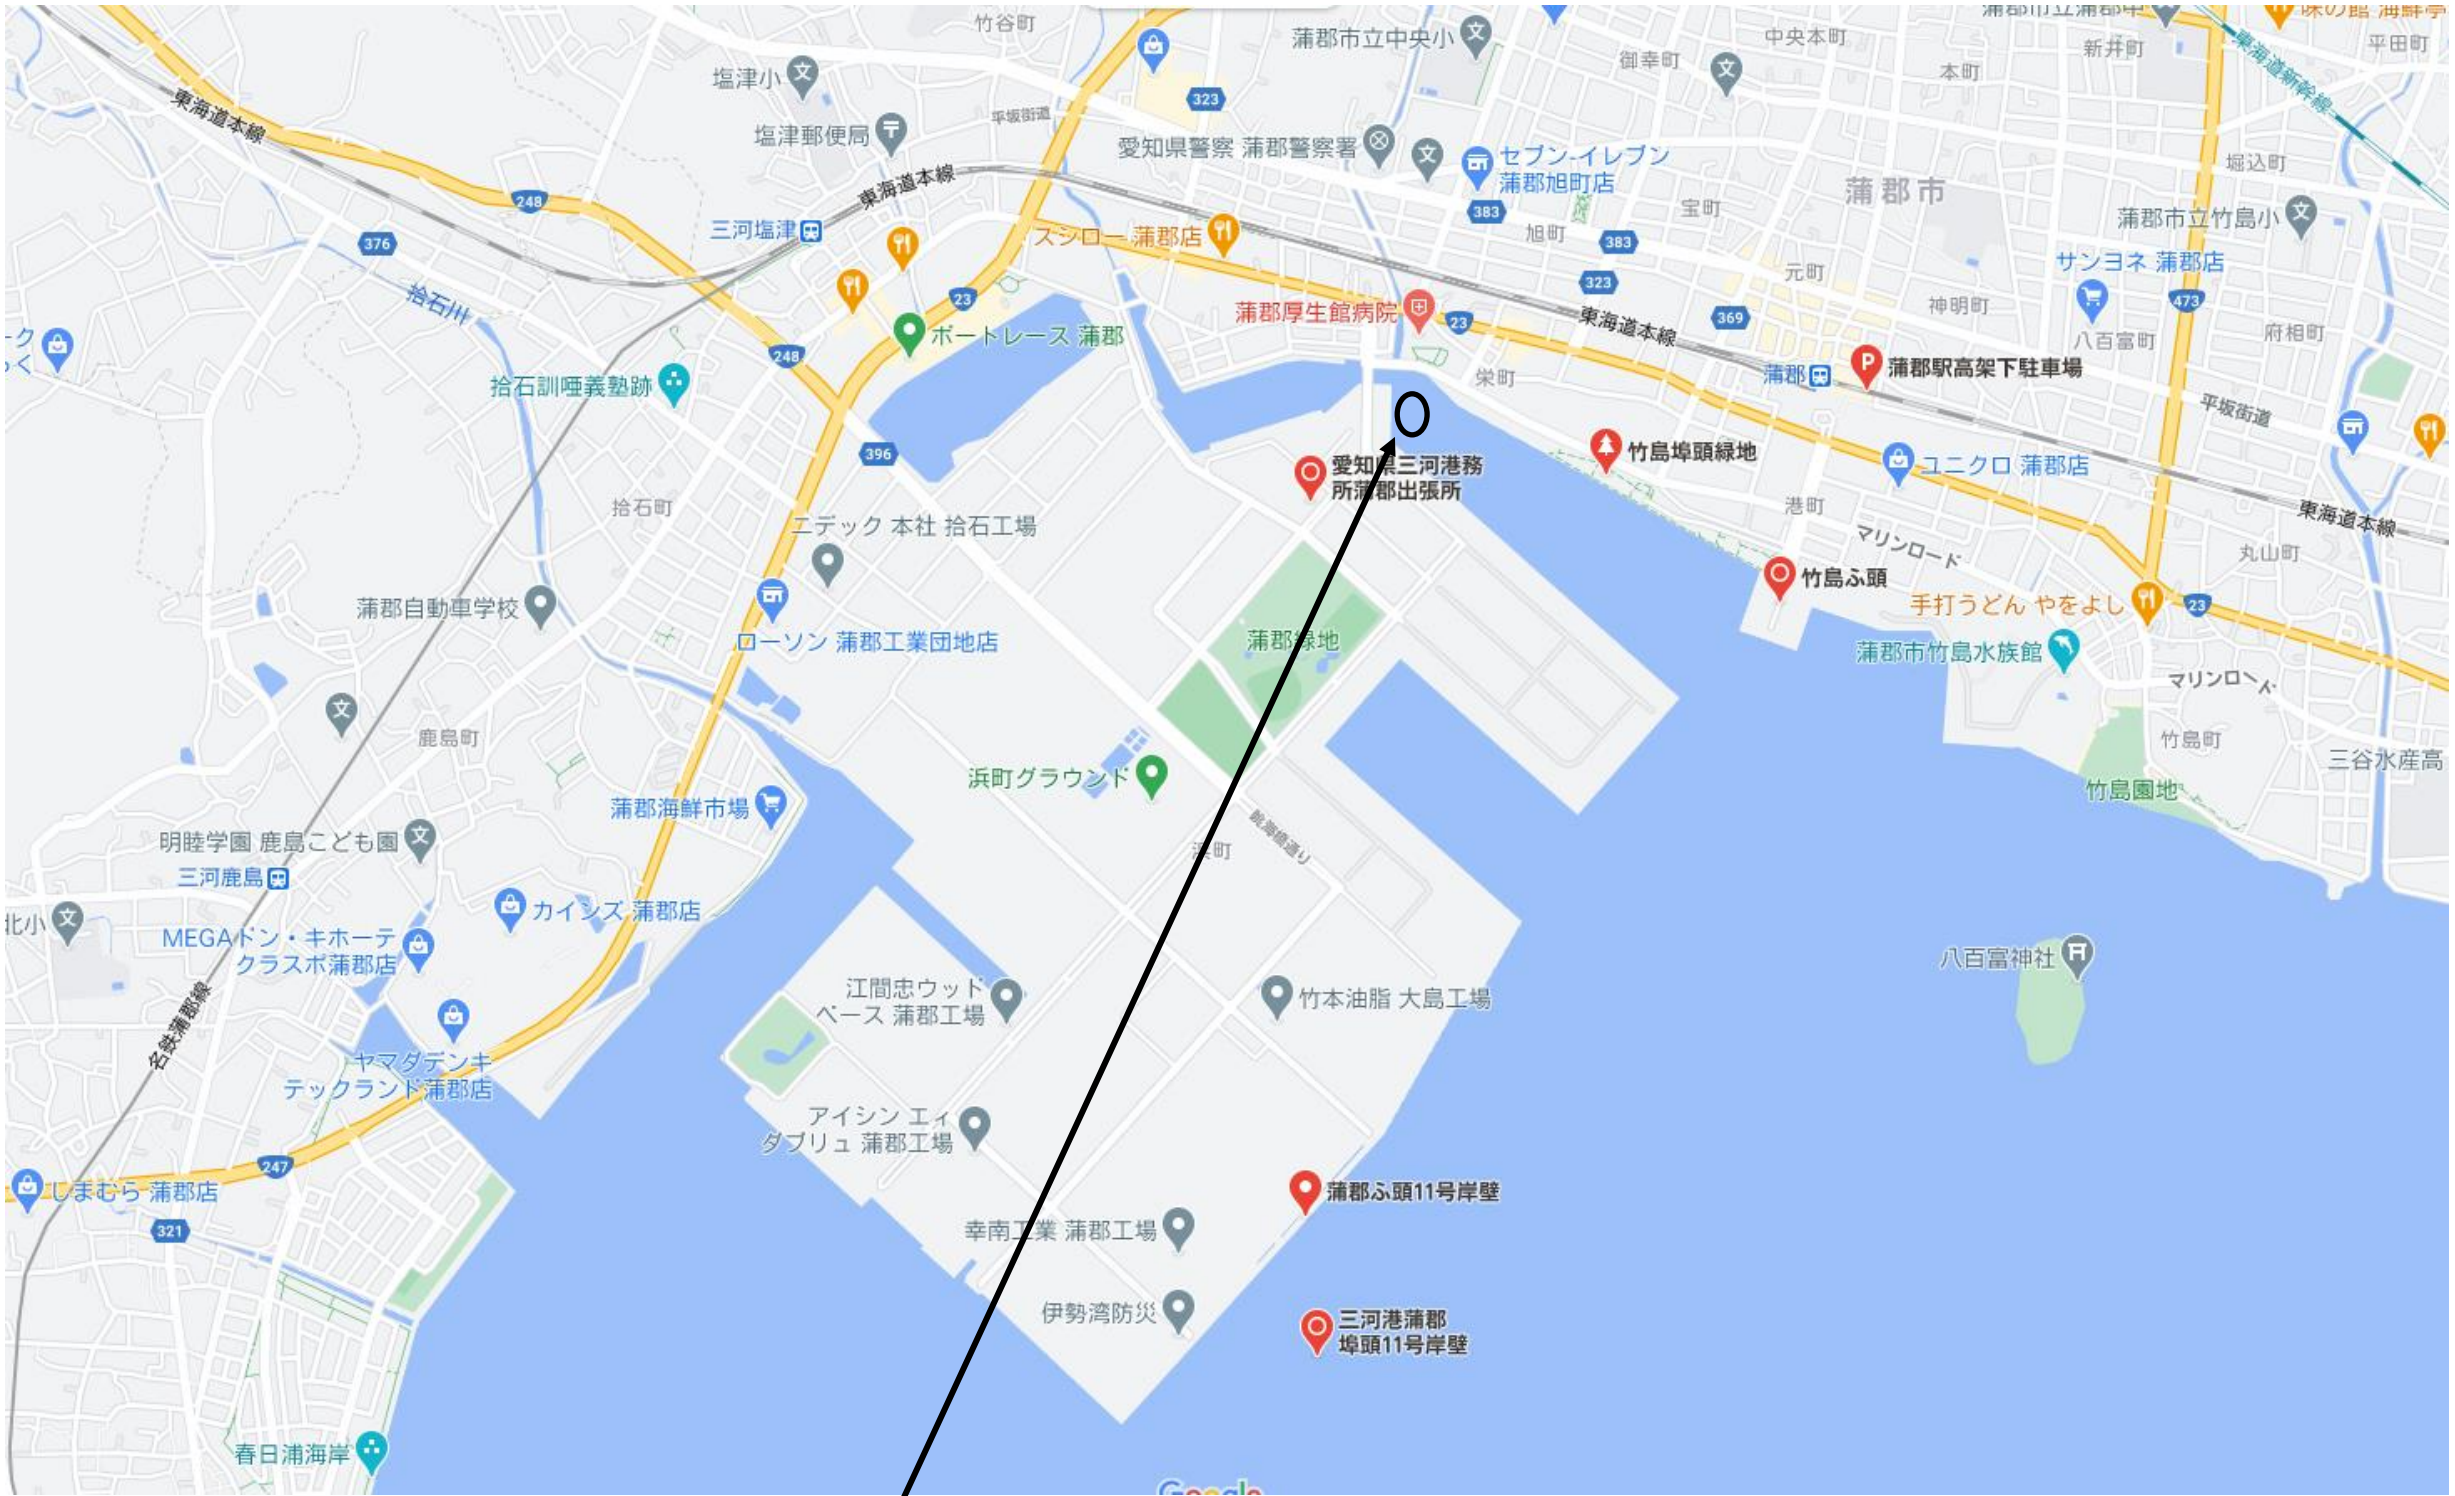 竹谷町
蒲郡市立中央小
御幸町
中央本町
新井町
平田町
味の館 海鮮亭
東海道新幹線
本町
塩津小
323
東海道本線
塩津郵便局
平坂街道
愛知県警察 蒲郡警察署
セブン-イレブン
蒲郡旭町店
堀込町
蒲郡市
東海道本線
248
383
宝町
蒲郡市立竹島小
376
三河塩津
スシロー 蒲郡店
旭町
383
元町
サンヨネ 蒲郡店
拾石川
23
蒲郡厚生館病院
23
323
東海道本線
369
神明町
473
八百富町
府相町
ポートレース 蒲郡
248
拾石訓唖義塾跡
栄町
蒲郡
蒲郡駅高架下駐車場
平坂街道
396
愛知県三河港務
所蒲郡出張所
竹島埠頭緑地
ユニクロ 蒲郡店
拾石町
ニデック 本社 拾石工場
港町
マリンロード
東海道本線
丸山町
竹島ふ頭
蒲郡自動車学校
手打うどん やをよし
23
ローソン 蒲郡工業団地店
蒲郡緑地
蒲郡市竹島水族館
マリンロード
鹿島町
竹島町
三谷水産高
浜町グラウンド
竹島園地
蒲郡海鮮市場
眺海橋通り
明睦学園 鹿島こども園
浜町
三河鹿島
カインズ 蒲郡店
北小
MEGAドン・キホーテ
クラスポ蒲郡店
八百富神社
江間忠ウッド
ベース 蒲郡工場
竹本油脂 大島工場
名鉄蒲郡線
ヤマダデンキ
テックランド蒲郡店
アイシン エィ
ダブリュ 蒲郡工場
247
しまむら 蒲郡店
蒲郡ふ頭11号岸壁
321
幸南工業 蒲郡工場
伊勢湾防災
三河港蒲郡
埠頭11号岸壁
春日浦海岸
Google